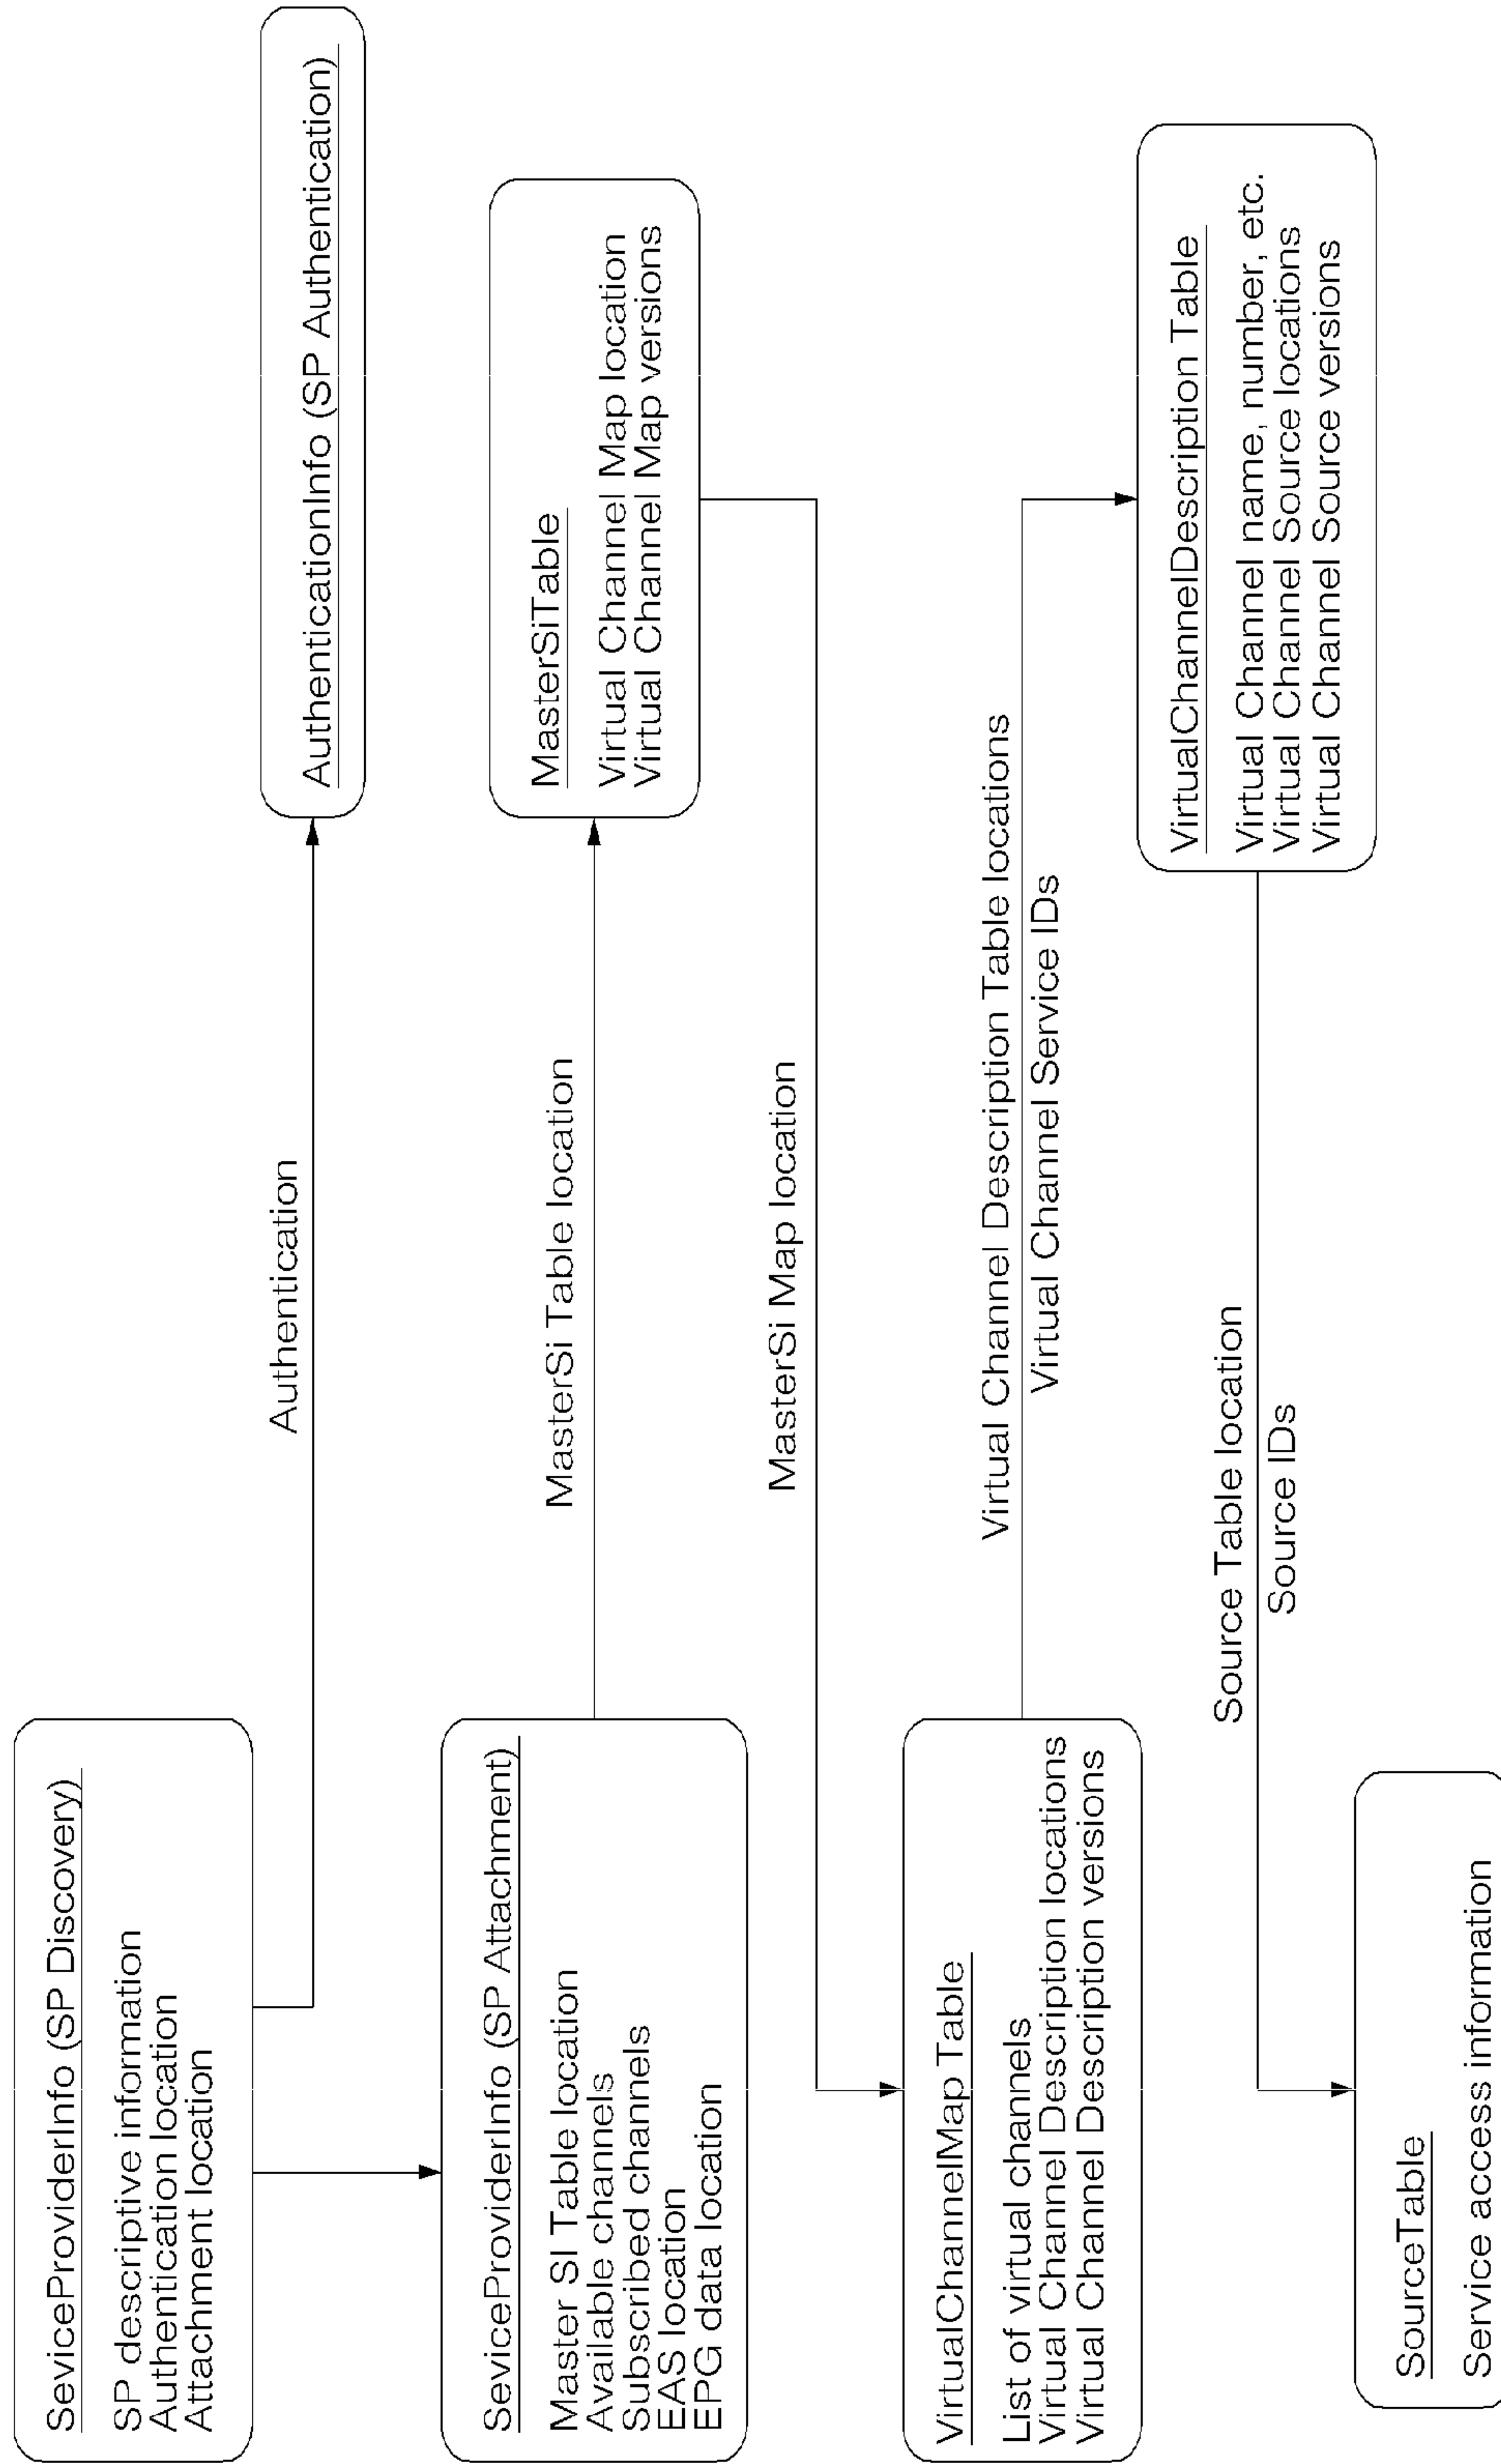 SeviceProviderInfo (SP Discovery)
SP descriptive information
Authentication location
Attachment location
Authentication
AuthenticationInfo (SP Authentication)
SeviceProviderInfo (SP Attachment)
Master SI Table location
Available channels
Subscribed channels
EAS location
EPG data location
MasterSi Table location
MasterSiTable
Virtual Channel Map location
Virtual Channel Map versions
MasterSi Map location
VirtualChannelMap Table
List of virtual channels
Virtual Channel Description locations
Virtual Channel Description versions
Virtual Channel Description Table locations
Virtual Channel Service IDs
VirtualChannelDescription Table
Virtual Channel name, number, etc.
Virtual Channel Source locations
Virtual Channel Source versions
Source Table location
Source IDs
SourceTable
Service access information